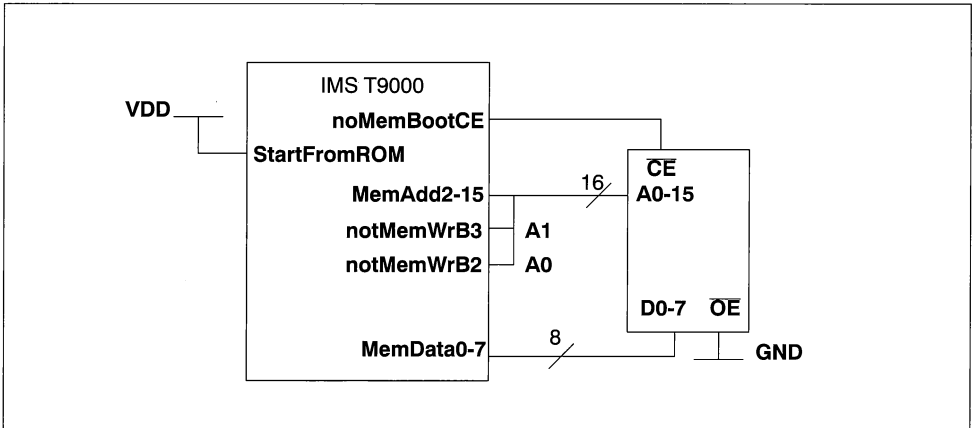 IMS T9000
VDD
noMemBootCE
StartFromROM
CE
16
MemAdd2-15
A0-15
notMemWrB3
A1
notMemWrB2
A0
D0-7 OE
8
MemData0-7
GND